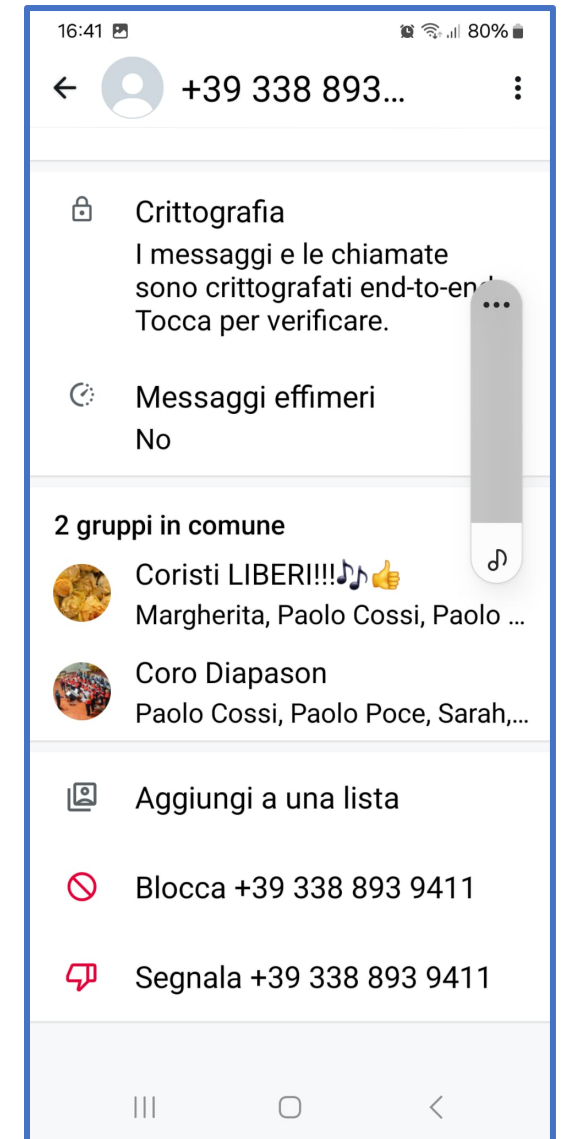 16:41 80%
+39 338 893...
Crittografia
I messaggi e le chiamate
sono crittografati end-to-end.
Tocca per verificare.
Messaggi effimeri
No
2 gruppi in comune
Coristi LIBERI!!!🎶👍
Margherita, Paolo Cossi, Paolo ...
Coro Diapason
Paolo Cossi, Paolo Poce, Sarah,...
Aggiungi a una lista
Blocca +39 338 893 9411
Segnala +39 338 893 9411